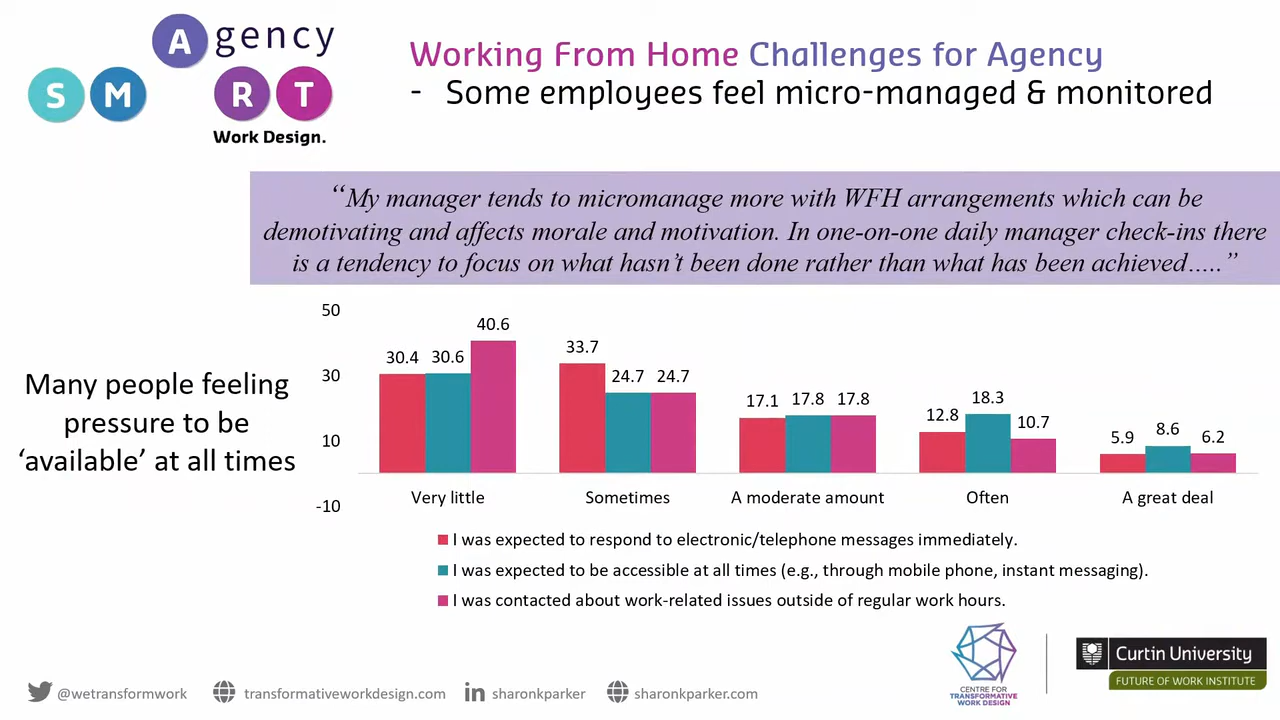 Agency
SMART
Work Design.
Working From Home Challenges for Agency
- Some employees feel micro-managed & monitored
“My manager tends to micromanage more with WFH arrangements which can be
demotivating and affects morale and motivation. In one-on-one daily manager check-ins there
is a tendency to focus on what hasn’t been done rather than what has been achieved…..”
Many people feeling
pressure to be
‘available’ at all times
50
30
10
-10
30.4 30.6 40.6
33.7 24.7 24.7
17.1 17.8 17.8
12.8 18.3 10.7
5.9 8.6 6.2
Very little Sometimes A moderate amount Often A great deal
I was expected to respond to electronic/telephone messages immediately.
I was expected to be accessible at all times (e.g., through mobile phone, instant messaging).
I was contacted about work-related issues outside of regular work hours.
@wetransformwork transformativeworkdesign.com in sharonkparker sharonkparker.com
CENTRE FOR
TRANSFORMATIVE
WORK DESIGN
Curtin University
FUTURE OF WORK INSTITUTE